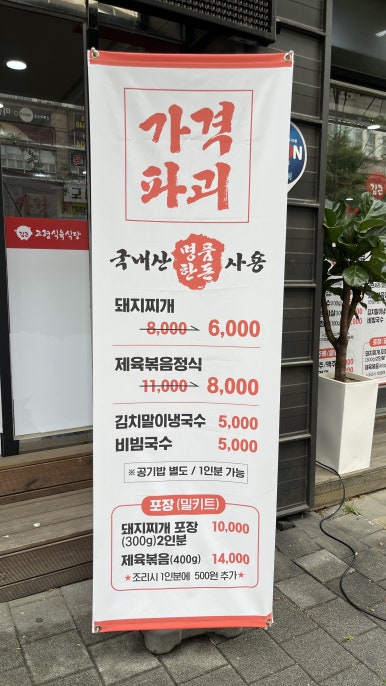 가격
파괴
국내산 명품 한돈 사용
돼지찌개
8,000→ 6,000
제육볶음정식
11,000→ 8,000
김치말이냉국수 5,000
비빔국수 5,000
※공기밥 별도 / 1인분 가능
포장 (밀키트)
돼지찌개 포장 10,000
(300g)2인분
제육볶음(400g) 14,000
★조리시 1인분에 500원 추가★
김근
고령식육식당
김근